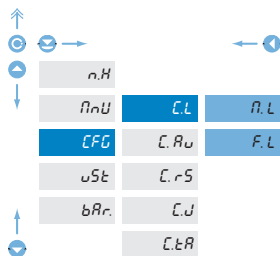 n.H
MnU C.L M.L
CFG C.Au F.L
uSt C.rS
bAr. C.J
C.tA